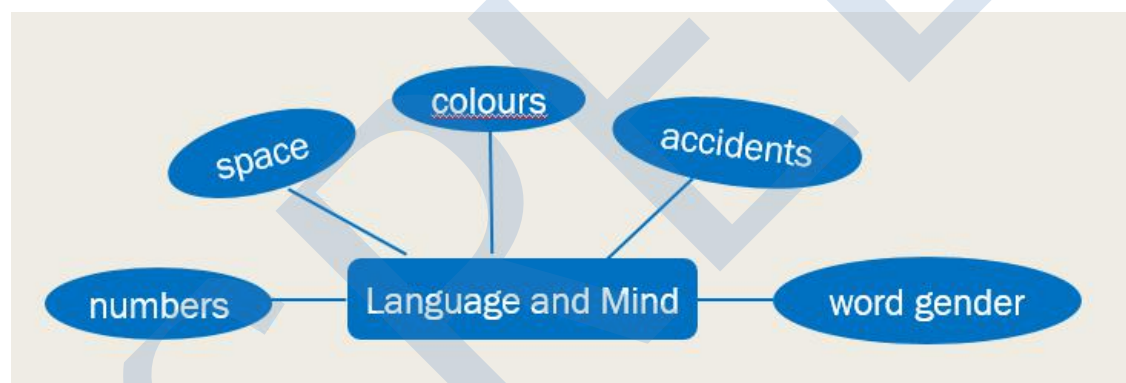 colours
space
accidents
numbers
Language and Mind
word gender